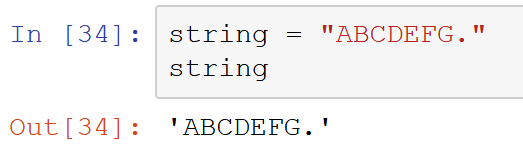 In [34]: string = "ABCDEFG."
string
Out[34]: 'ABCDEFG.'